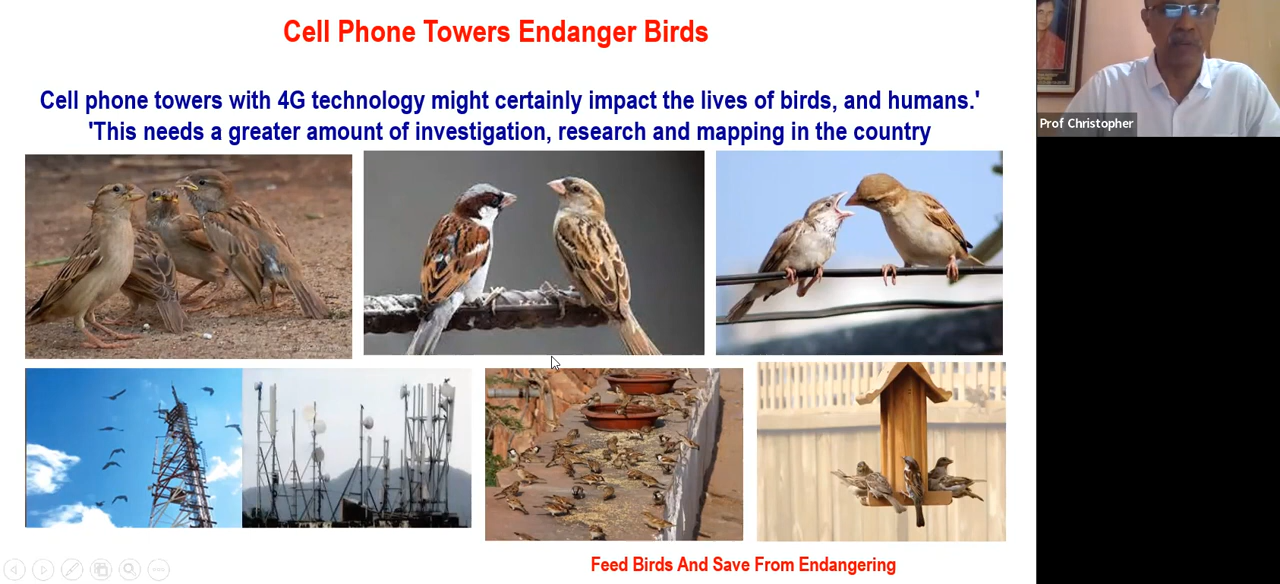 Cell Phone Towers Endanger Birds
Cell phone towers with 4G technology might certainly impact the lives of birds, and humans.'
'This needs a greater amount of investigation, research and mapping in the country
Prof Christopher
Feed Birds And Save From Endangering